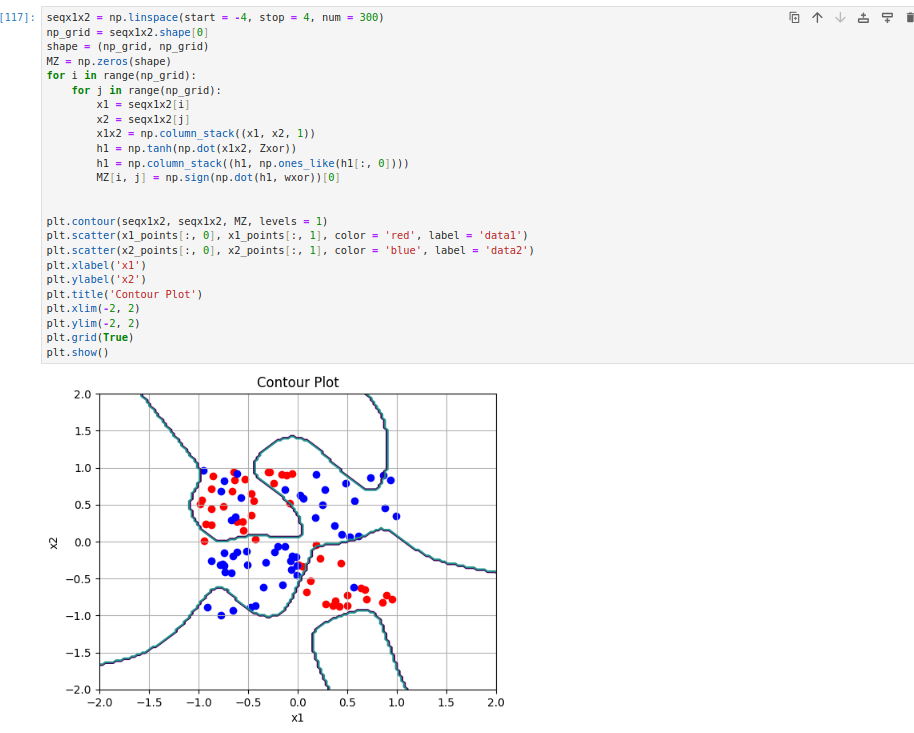 [117]: seqx1x2 = np.linspace(start = -4, stop = 4, num = 300)
np_grid = seqx1x2.shape[0]
shape = (np_grid, np_grid)
MZ = np.zeros(shape)
for i in range(np_grid):
    for j in range(np_grid):
        x1 = seqx1x2[i]
        x2 = seqx1x2[j]
        x1x2 = np.column_stack((x1, x2, 1))
        h1 = np.tanh(np.dot(x1x2, Zxor))
        h1 = np.column_stack((h1, np.ones_like(h1[:, 0])))
        MZ[i, j] = np.sign(np.dot(h1, wxor))[0]
plt.contour(seqx1x2, seqx1x2, MZ, levels = 1)
plt.scatter(x1_points[:, 0], x1_points[:, 1], color = 'red', label = 'data1')
plt.scatter(x2_points[:, 0], x2_points[:, 1], color = 'blue', label = 'data2')
plt.xlabel('x1')
plt.ylabel('x2')
plt.title('Contour Plot')
plt.xlim(-2, 2)
plt.ylim(-2, 2)
plt.grid(True)
plt.show()
Contour Plot
2.0
1.5
1.0
0.5
0.0
−0.5
−1.0
−1.5
−2.0
x2
−2.0 −1.5 −1.0 −0.5 0.0 0.5 1.0 1.5 2.0
x1